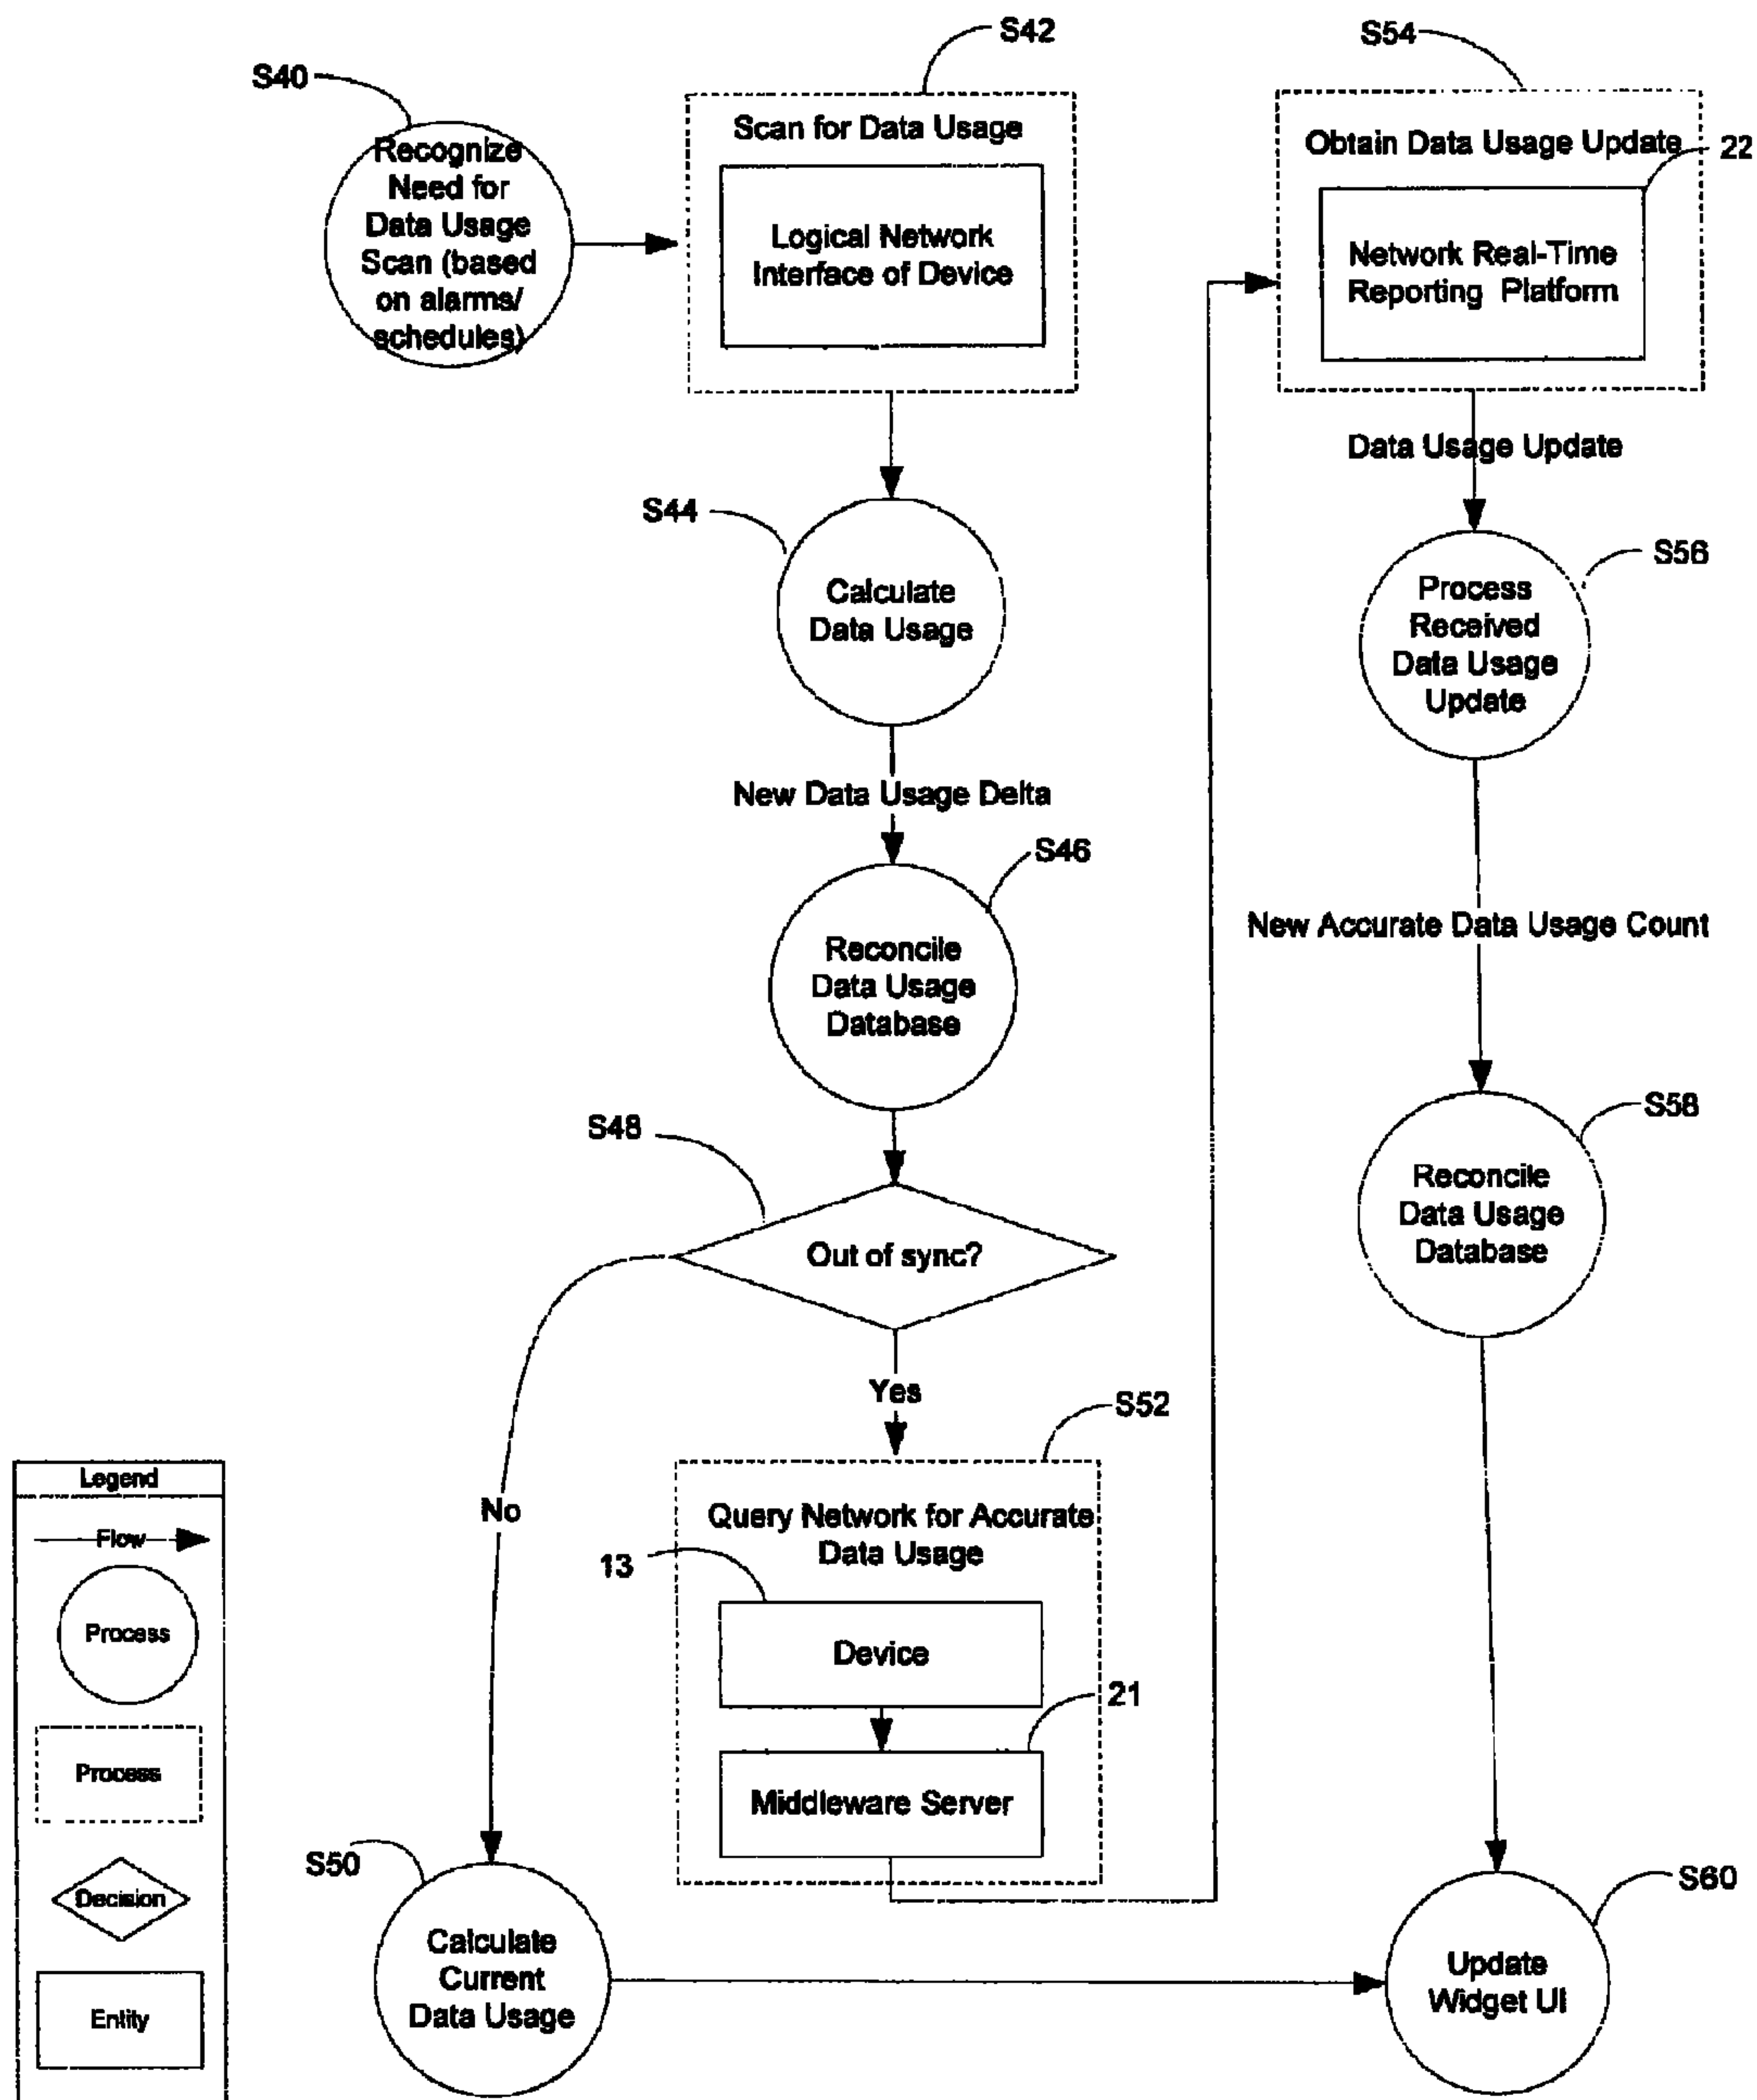 S40
Recognize
Need for
Data Usage
Scan (based
on alarms/
schedules)
S42
Scan for Data Usage
Logical Network
Interface of Device
S44
Calculate
Data Usage
New Data Usage Delta
S46
Reconcile
Data Usage
Database
S48
Out of sync?
No
Yes
S52
Query Network for Accurate
Data Usage
13
Device
21
Middleware Server
S50
Calculate
Current
Data Usage
S54
Obtain Data Usage Update
22
Network Real-Time
Reporting Platform
Data Usage Update
S56
Process
Received
Data Usage
Update
New Accurate Data Usage Count
S58
Reconcile
Data Usage
Database
S60
Update
Widget UI
Legend
Flow
Process
Process
Decision
Entity